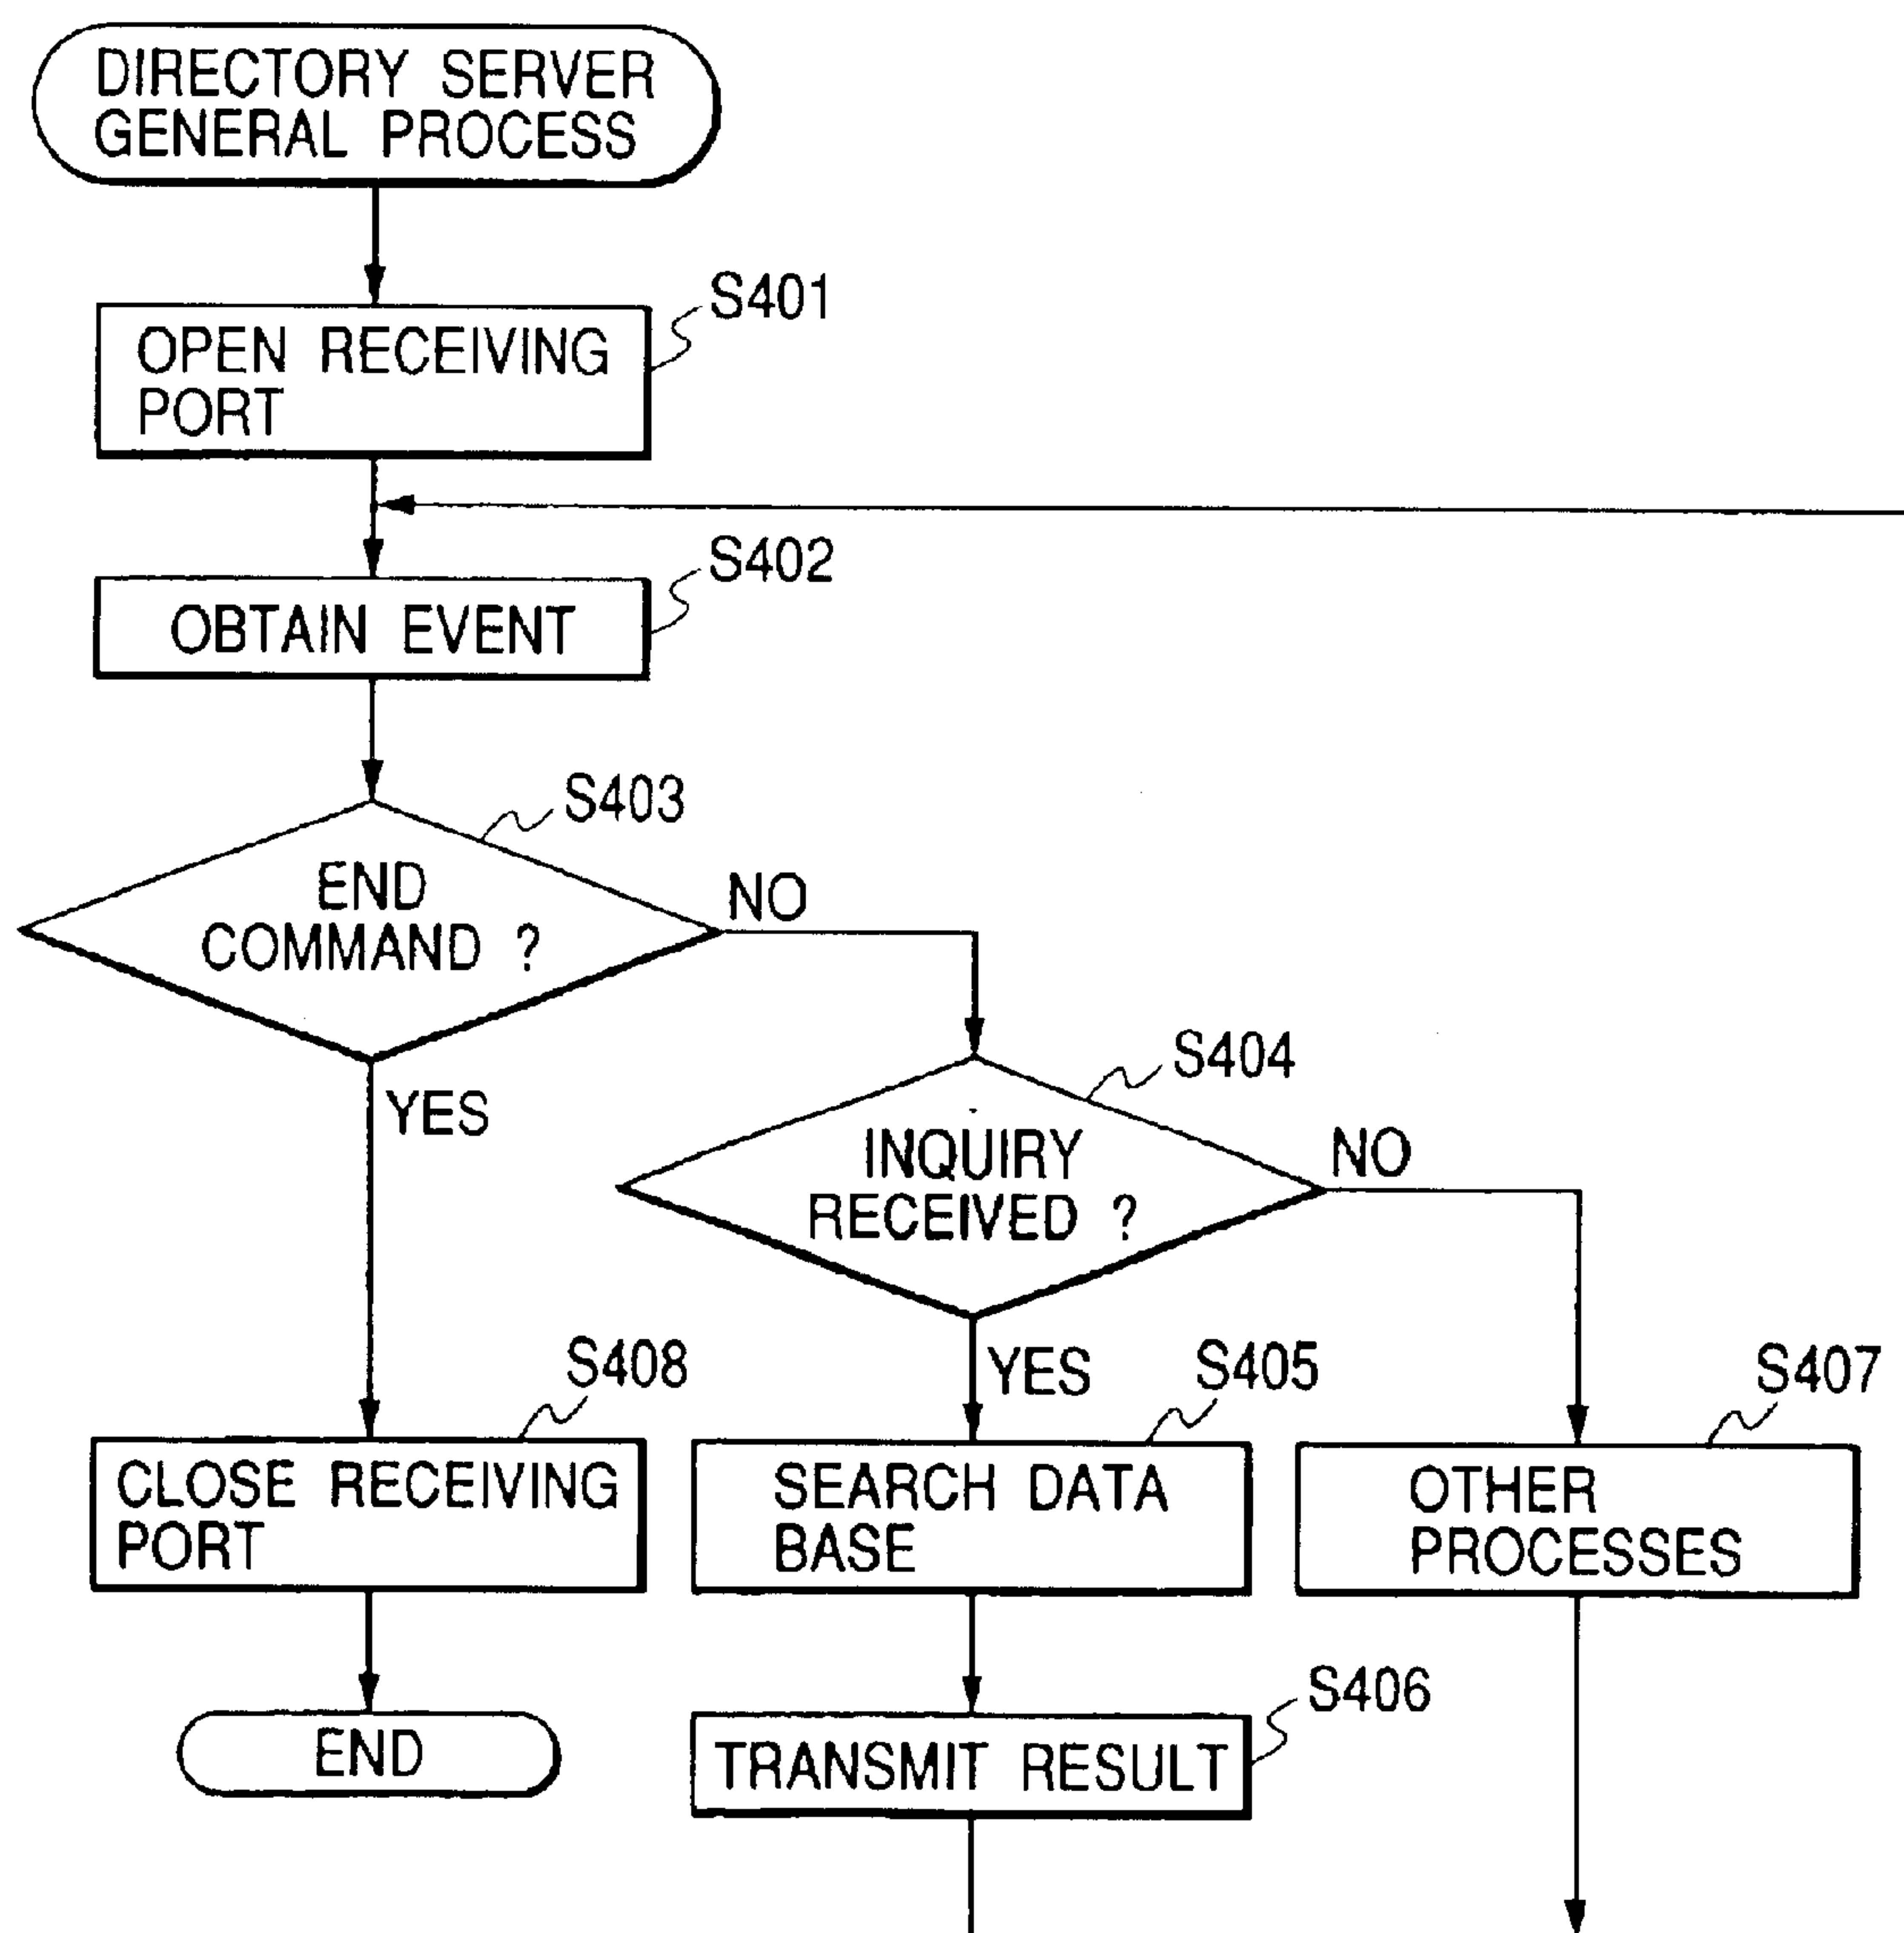 DIRECTORY SERVER
GENERAL PROCESS
S401
OPEN RECEIVING
PORT
S402
OBTAIN EVENT
S403
END
COMMAND ?
NO
YES
S404
INQUIRY
RECEIVED ?
NO
YES
S408
CLOSE RECEIVING
PORT
S405
SEARCH DATA
BASE
S407
OTHER
PROCESSES
END
S406
TRANSMIT RESULT